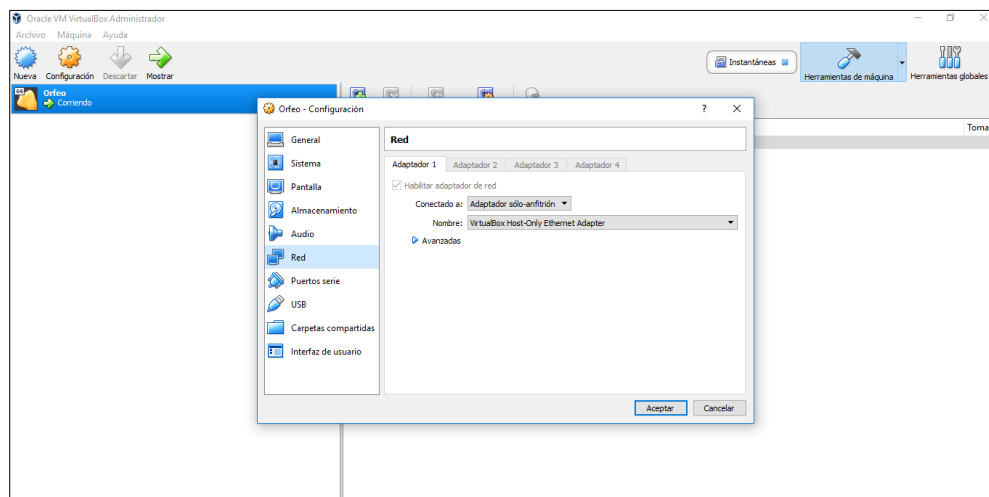 Oracle VM VirtualBox Administrador
Archivo Máquina Ayuda
Nueva Configuración Descartar Mostrar
Instantáneas
Herramientas de máquina
Herramientas globales
64
Orfeo
Corriendo
Toma
Orfeo - Configuración
General
Sistema
Pantalla
Almacenamiento
Audio
Red
Puertos serie
USB
Carpetas compartidas
Interfaz de usuario
Red
Adaptador 1 Adaptador 2 Adaptador 3 Adaptador 4
Habilitar adaptador de red
Conectado a: Adaptador sólo-anfitrión
Nombre: VirtualBox Host-Only Ethernet Adapter
Avanzadas
Aceptar Cancelar